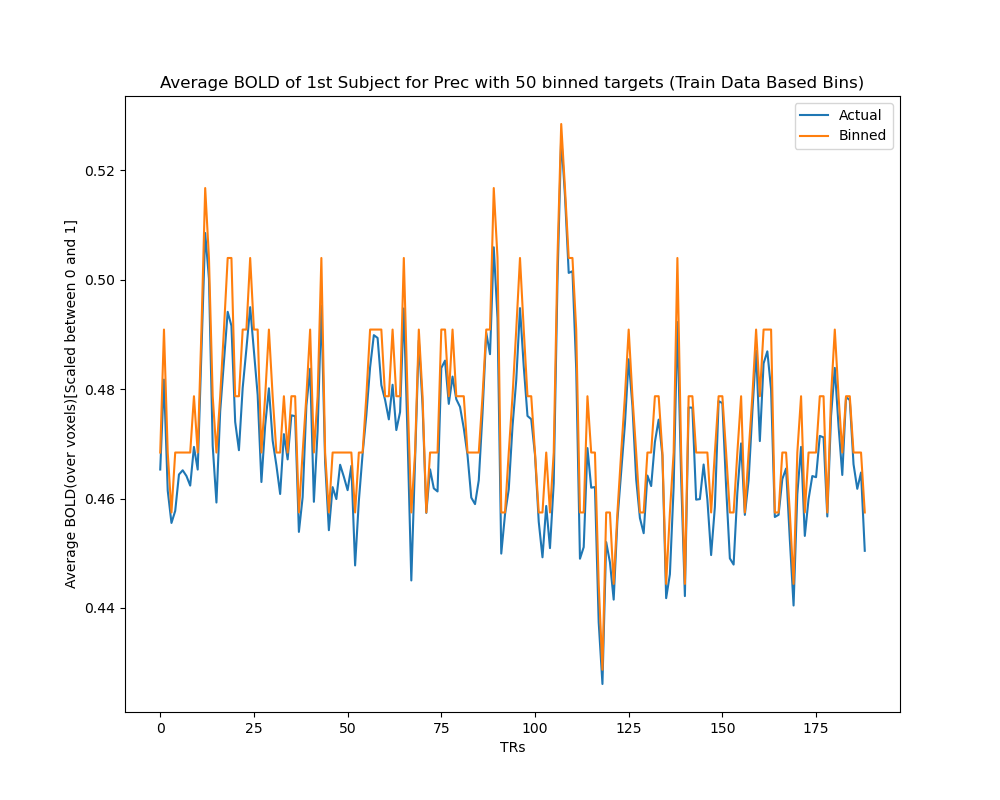 Average BOLD of 1st Subject for Prec with 50 binned targets (Train Data Based Bins)
Actual
Binned
0.52
0.50
0.48
0.46
0.44
Average BOLD(over voxels)[Scaled between 0 and 1]
0 25 50 75 100 125 150 175
TRs